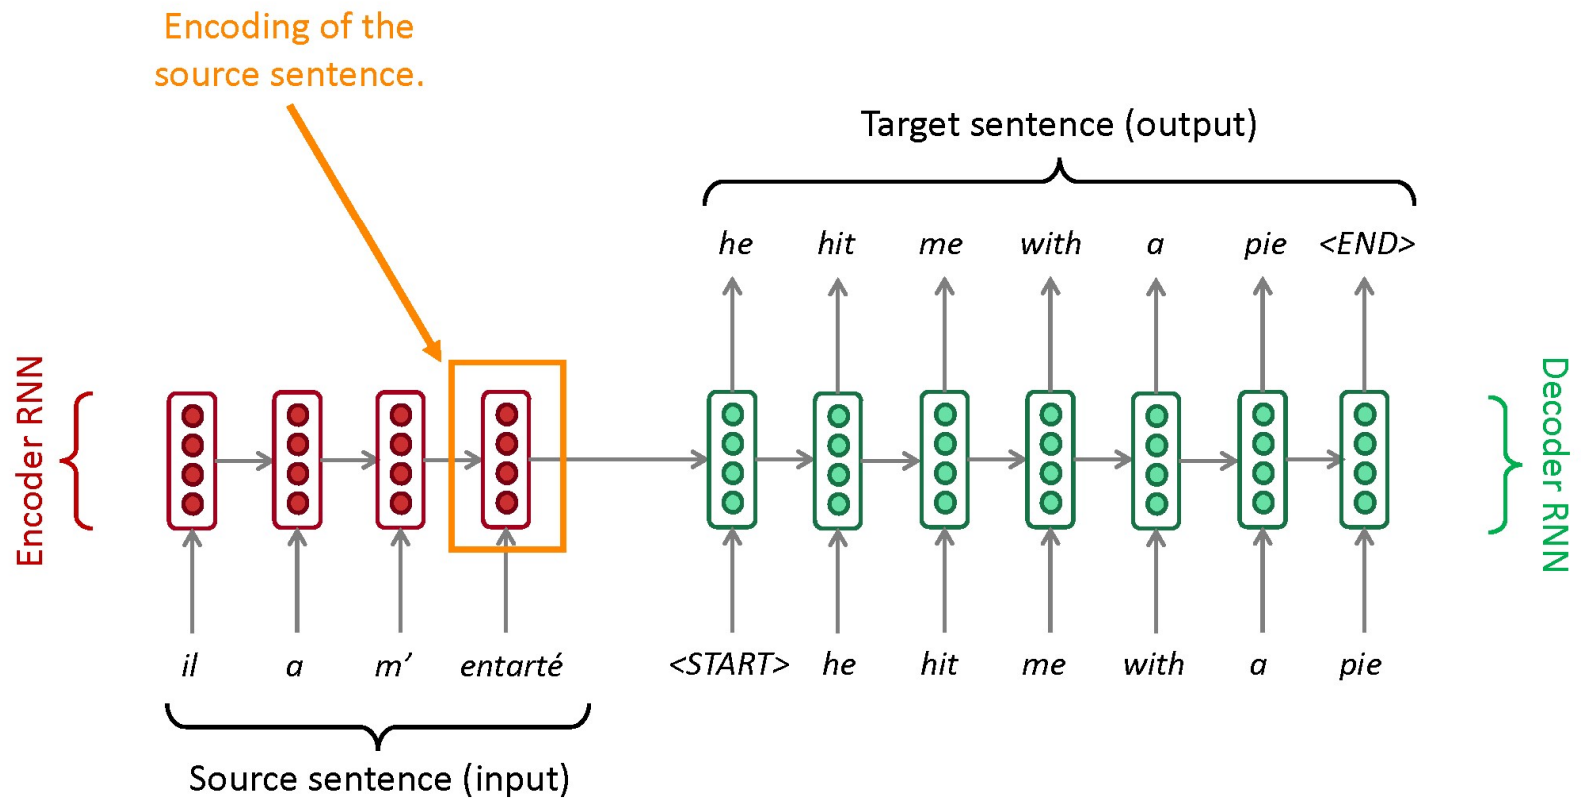 Encoding of the
source sentence.
Target sentence (output)
he hit me with a pie <END>
Encoder RNN
Decoder RNN
il a m’ entarté <START> he hit me with a pie
Source sentence (input)